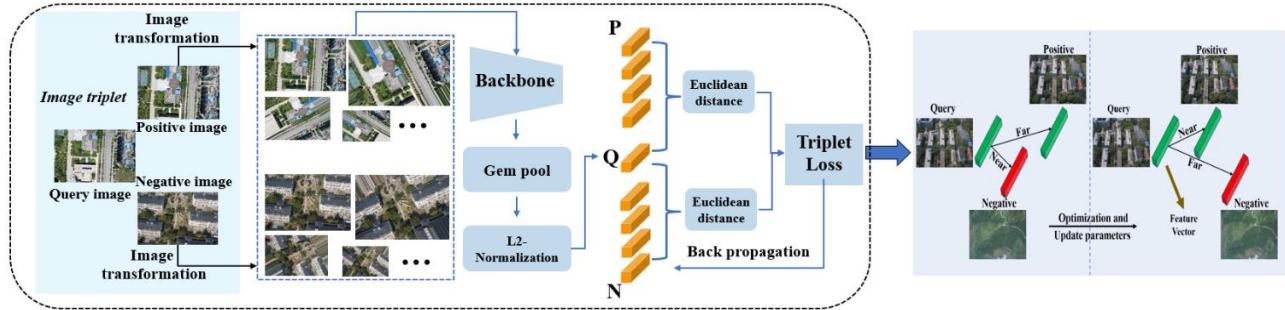 Image
transformation
Image triplet
Positive image
Query image
Negative image
Image
transformation
Backbone
Gem pool
L2-
Normalization
P
Q
N
Euclidean
distance
Euclidean
distance
Triplet
Loss
Back propagation
Positive
Query
Far
Near
Negative
Optimization and
Update parameters
Positive
Query
Near
Far
Feature
Vector
Negative